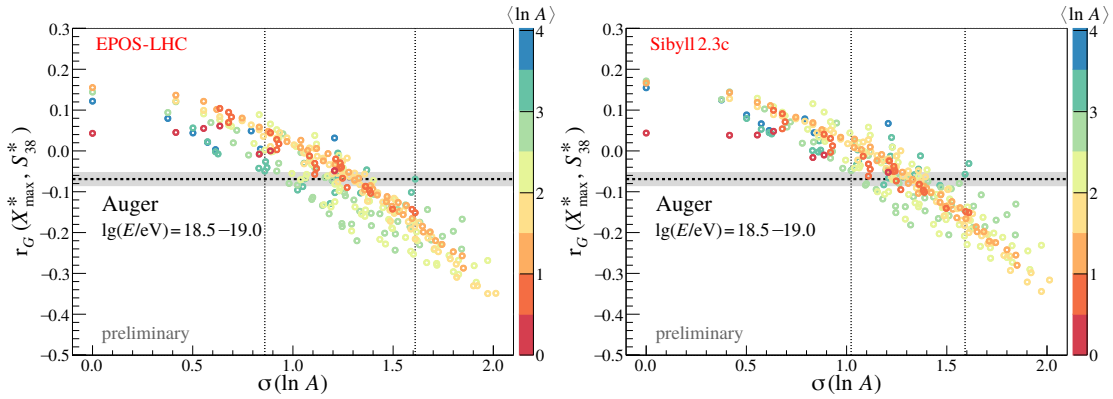 EPOS-LHC
⟨ln A⟩
0.3
0.2
0.1
0.0
−0.1
−0.2
−0.3
−0.4
−0.5
r_G (X*_max, S*_38)
Auger
lg(E/eV)=18.5−19.0
preliminary
4
3
2
1
0
0.0 0.5 1.0 1.5 2.0
σ(ln A)
Sibyll 2.3c
⟨ln A⟩
0.3
0.2
0.1
0.0
−0.1
−0.2
−0.3
−0.4
−0.5
r_G (X*_max, S*_38)
Auger
lg(E/eV)=18.5−19.0
preliminary
4
3
2
1
0
0.0 0.5 1.0 1.5 2.0
σ(ln A)